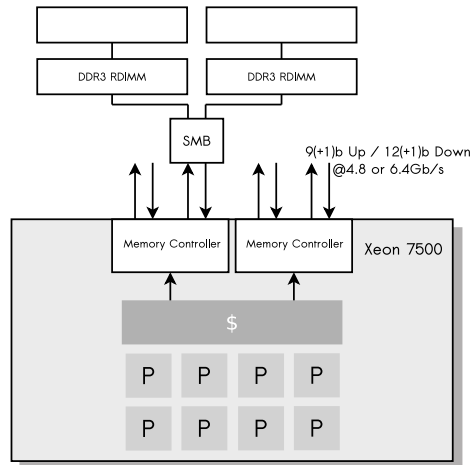 DDR3 RDIMM
DDR3 RDIMM
SMB
9(+1)b Up / 12(+1)b Down
@4.8 or 6.4Gb/s
Memory Controller
Memory Controller
Xeon 7500
$
P P P P
P P P P